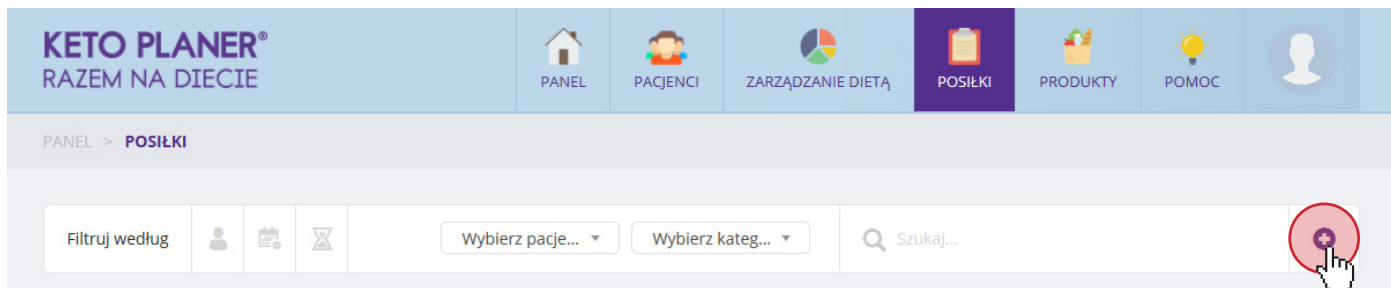 KETO PLANER®
RAZEM NA DIECIE
PANEL
PACJENCI
ZARZĄDZANIE DIETĄ
POSIŁKI
PRODUKTY
POMOC
PANEL > POSIŁKI
Filtruj według
Wybierz pacje...
Wybierz kateg...
Szukaj...